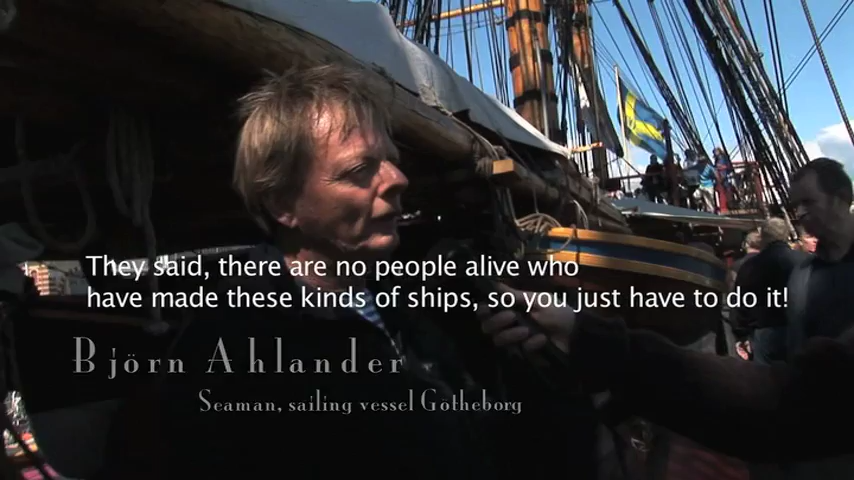 They said, there are no people alive who
have made these kinds of ships, so you just have to do it!
Björn Ahlander
Seaman, sailing vessel Götheborg